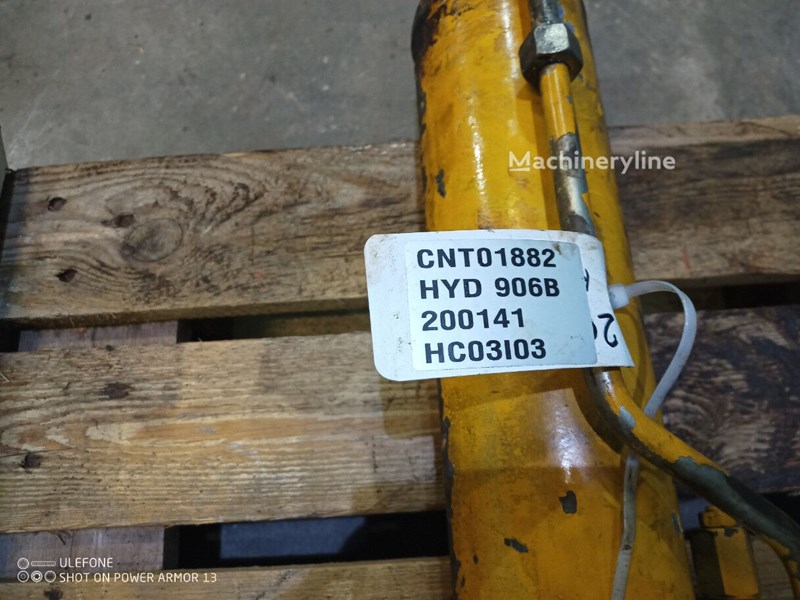 Machineryline
CNT01882
HYD 906B
200141
HC03I03
ULEFONE
SHOT ON POWER ARMOR 13